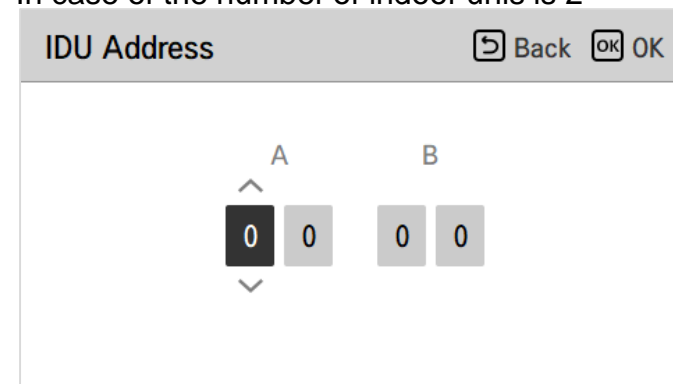 In case of the number of indoor units is 2
IDU Address Back OK OK
A B
0 0 0 0